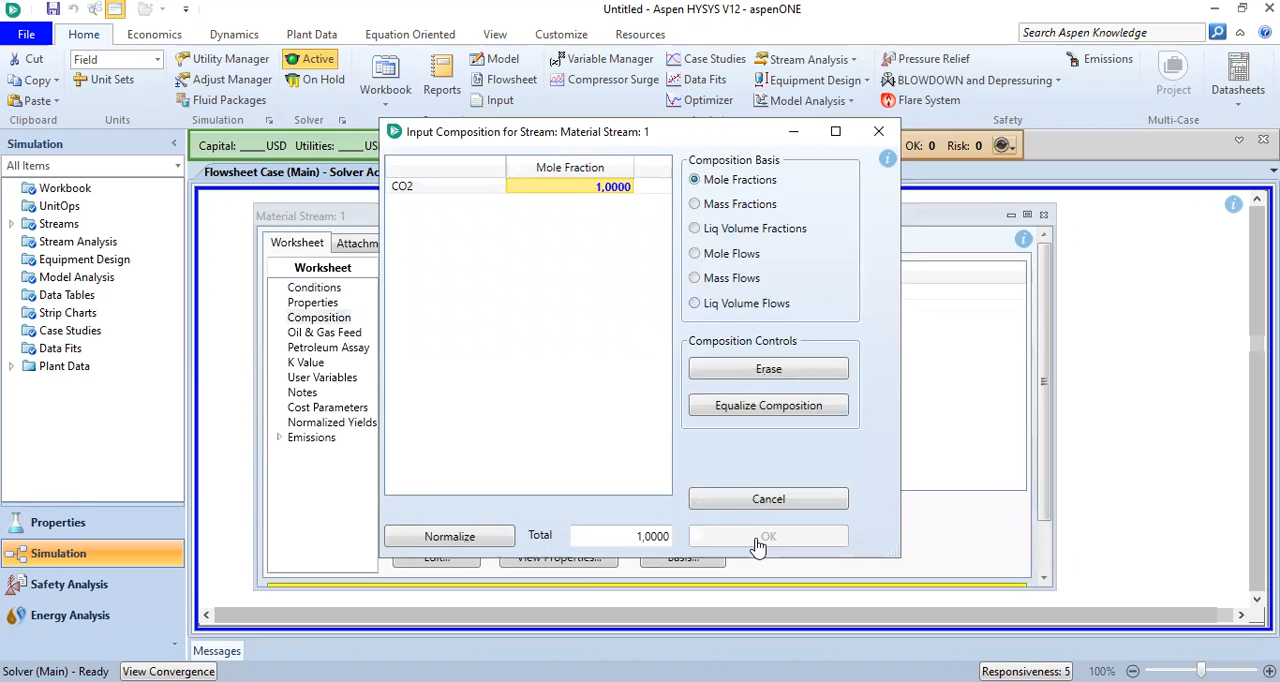 Untitled - Aspen HYSYS V12 - aspenONE
File Home Economics Dynamics Plant Data Equation Oriented View Customize Resources Search Aspen Knowledge
Cut Field Utility Manager Active Model Variable Manager Case Studies Stream Analysis Pressure Relief Emissions
Copy Unit Sets Adjust Manager On Hold Flowsheet Compressor Surge Data Fits Equipment Design BLOWDOWN and Depressuring
Workbook Reports Project Datasheets
Paste Fluid Packages Input Optimizer Model Analysis Flare System
Clipboard Units Simulation Solver Safety Multi-Case
Simulation
All Items
Workbook
UnitOps
Streams
Stream Analysis
Equipment Design
Model Analysis
Data Tables
Strip Charts
Case Studies
Data Fits
Plant Data
Properties
Simulation
Safety Analysis
Energy Analysis
Capital: ____USD Utilities: ____US
OK: 0 Risk: 0
Flowsheet Case (Main) - Solver Ac
Material Stream: 1
Worksheet Attachm
Worksheet
Conditions
Properties
Composition
Oil & Gas Feed
Petroleum Assay
K Value
User Variables
Notes
Cost Parameters
Normalized Yields
Emissions
Edit... View Properties... Basis...
Input Composition for Stream: Material Stream: 1
Mole Fraction
CO2 1,0000
Composition Basis
Mole Fractions
Mass Fractions
Liq Volume Fractions
Mole Flows
Mass Flows
Liq Volume Flows
Composition Controls
Erase
Equalize Composition
Cancel
Normalize Total 1,0000 OK
Messages
Solver (Main) - Ready View Convergence Responsiveness: 5 100%